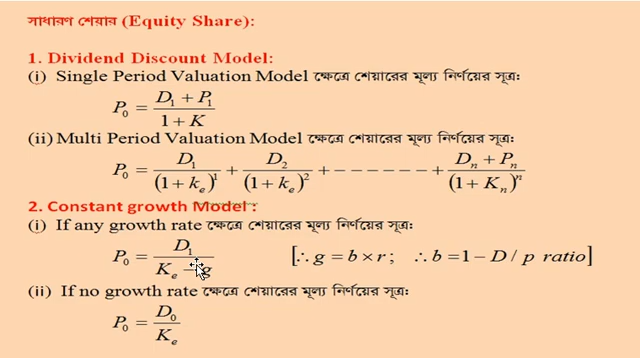 সাধারণ শেয়ার (Equity Share):
1. Dividend Discount Model:
(i) Single Period Valuation Model ক্ষেত্রে শেয়ারের মূল্য নির্ণয়ের সূত্র:
P₀ = (D₁ + P₁) / (1 + K)
(ii) Multi Period Valuation Model ক্ষেত্রে শেয়ারের মূল্য নির্ণয়ের সূত্র:
P₀ = D₁ / (1 + kₑ)¹ + D₂ / (1 + kₑ)² + − − − − − − + (Dₙ + Pₙ) / (1 + Kₙ)ⁿ
2. Constant growth Model :
(i) If any growth rate ক্ষেত্রে শেয়ারের মূল্য নির্ণয়ের সূত্র:
P₀ = D₁ / (Kₑ − g) [∴ g = b × r; ∴ b = 1 − D / p ratio]
(ii) If no growth rate ক্ষেত্রে শেয়ারের মূল্য নির্ণয়ের সূত্র:
P₀ = D₀ / Kₑ